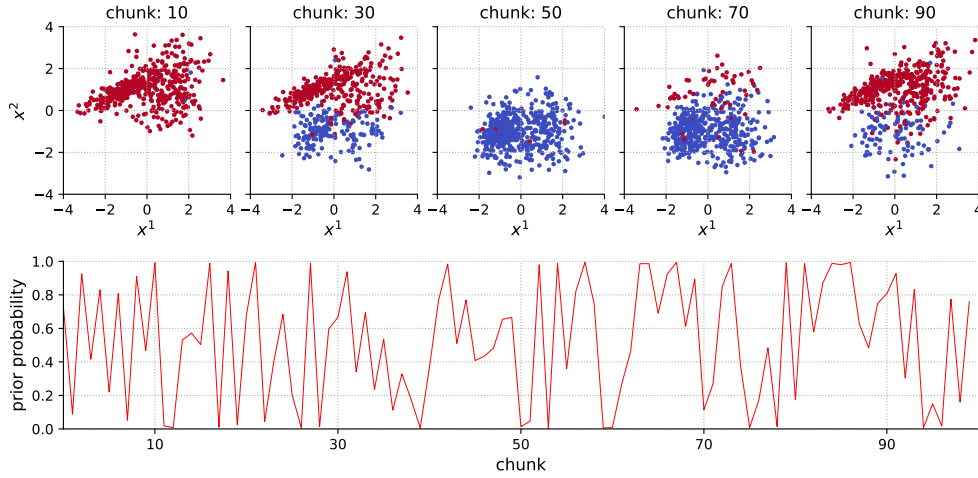 chunk: 10 chunk: 30 chunk: 50 chunk: 70 chunk: 90
4
2
0
−2
−4
x²
−4 −2 0 2 4 −4 −2 0 2 4 −4 −2 0 2 4 −4 −2 0 2 4 −4 −2 0 2 4
x¹ x¹ x¹ x¹ x¹
1.0
0.8
0.6
0.4
0.2
0.0
prior probability
10 30 50 70 90
chunk